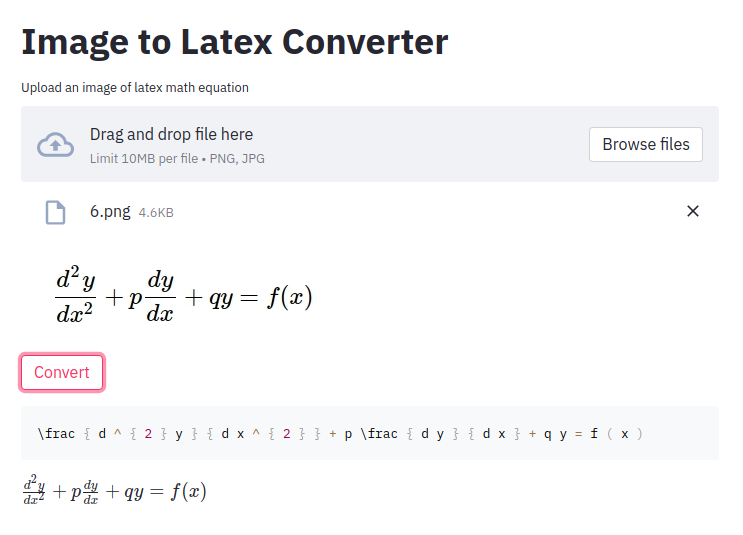 Image to Latex Converter
Upload an image of latex math equation
Drag and drop file here
Limit 10MB per file • PNG, JPG
Browse files
6.png 4.6KB
\frac{d^2y}{dx^2} + p\frac{dy}{dx} + qy = f(x)
Convert
\frac { d ^ { 2 } y } { d x ^ { 2 } } + p \frac { d y } { d x } + q y = f ( x )
\frac{d^2y}{dx^2} + p\frac{dy}{dx} + qy = f(x)